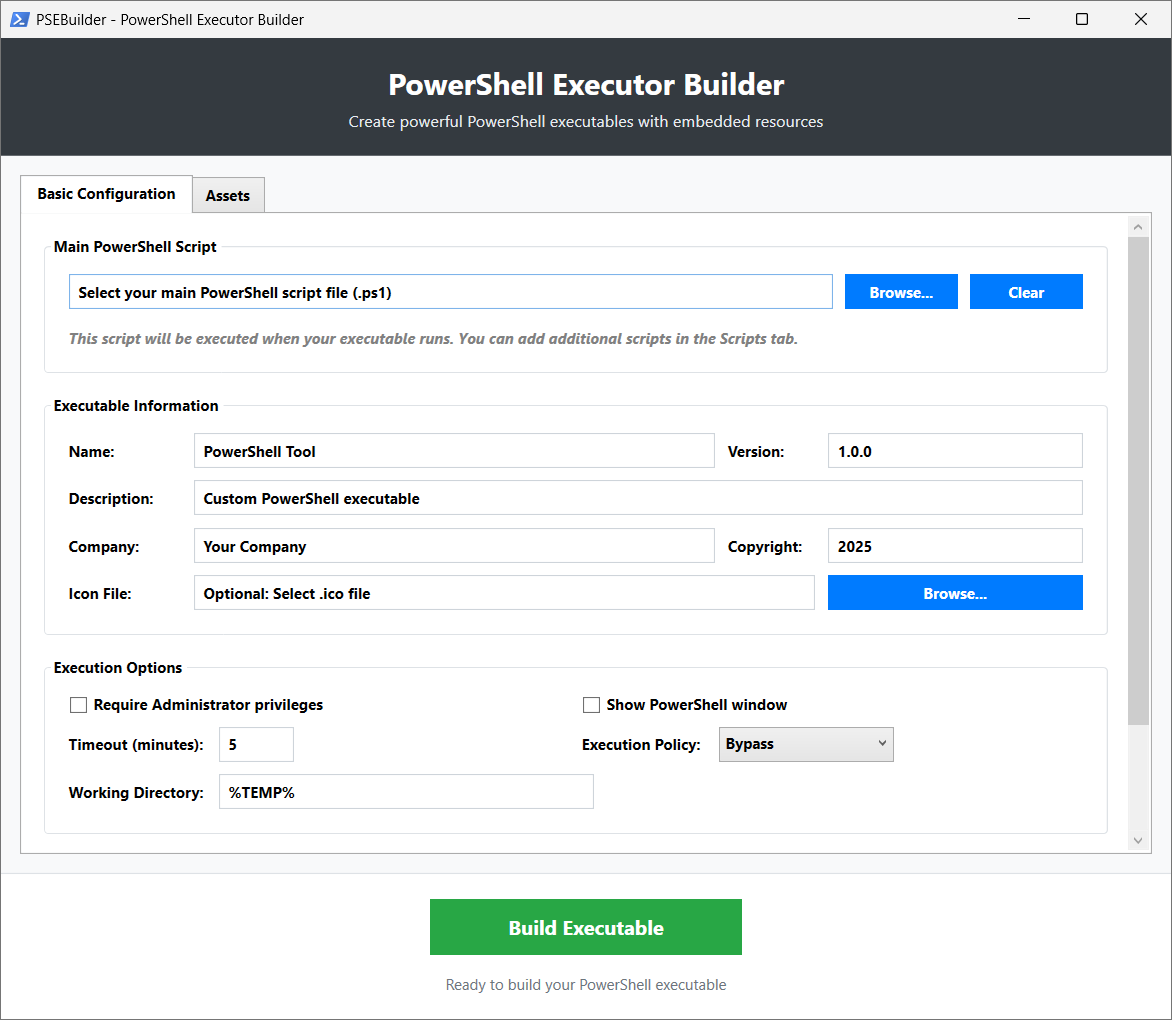 PSEBuilder - PowerShell Executor Builder
PowerShell Executor Builder
Create powerful PowerShell executables with embedded resources
Basic Configuration
Assets
Main PowerShell Script
Select your main PowerShell script file (.ps1)
Browse...
Clear
This script will be executed when your executable runs. You can add additional scripts in the Scripts tab.
Executable Information
Name:
PowerShell Tool
Version:
1.0.0
Description:
Custom PowerShell executable
Company:
Your Company
Copyright:
2025
Icon File:
Optional: Select .ico file
Browse...
Execution Options
Require Administrator privileges
Show PowerShell window
Timeout (minutes):
5
Execution Policy:
Bypass
Working Directory:
%TEMP%
Build Executable
Ready to build your PowerShell executable